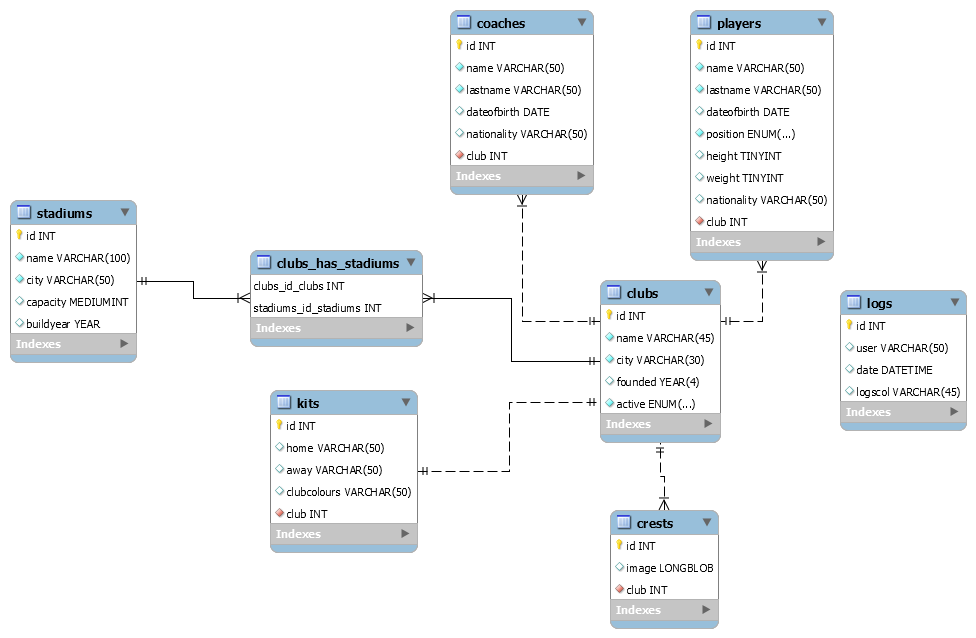 coaches
id INT
name VARCHAR(50)
lastname VARCHAR(50)
dateofbirth DATE
nationality VARCHAR(50)
club INT
Indexes
players
id INT
name VARCHAR(50)
lastname VARCHAR(50)
dateofbirth DATE
position ENUM(...)
height TINYINT
weight TINYINT
nationality VARCHAR(50)
club INT
Indexes
stadiums
id INT
name VARCHAR(100)
city VARCHAR(50)
capacity MEDIUMINT
buildyear YEAR
Indexes
clubs_has_stadiums
clubs_id_clubs INT
stadiums_id_stadiums INT
Indexes
clubs
id INT
name VARCHAR(45)
city VARCHAR(30)
founded YEAR(4)
active ENUM(...)
Indexes
logs
id INT
user VARCHAR(50)
date DATETIME
logscol VARCHAR(45)
Indexes
kits
id INT
home VARCHAR(50)
away VARCHAR(50)
clubcolours VARCHAR(50)
club INT
Indexes
crests
id INT
image LONGBLOB
club INT
Indexes